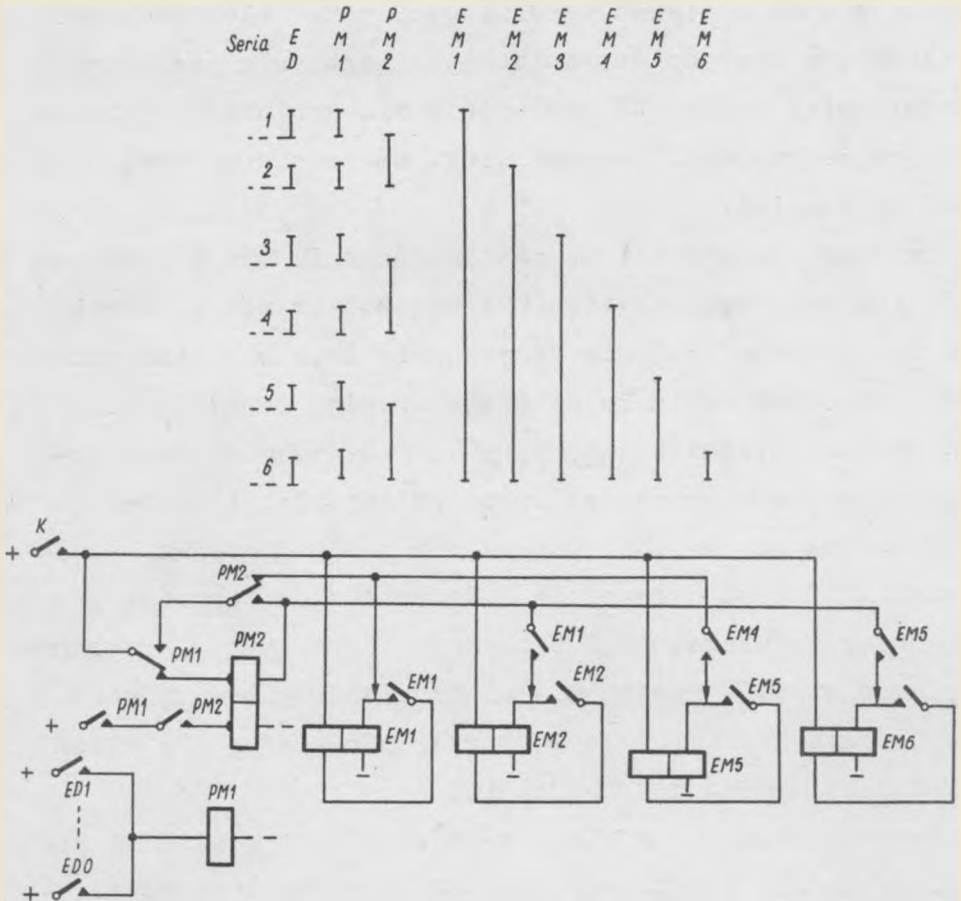 Seria E D P M 1 P M 2 E M 1 E M 2 E M 3 E M 4 E M 5 E M 6
1
2
3
4
5
6
K
+
PM2
PM1
PM2
EM1
EM4
EM5
EM1
EM2
EM5
+ PM1 PM2
EM1
EM2
EM5
EM6
+
ED1
PM1
ED0
+